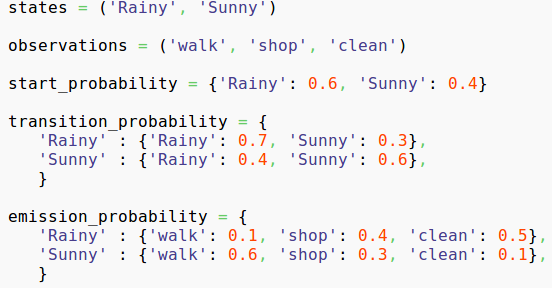 states = ('Rainy', 'Sunny')
observations = ('walk', 'shop', 'clean')
start_probability = {'Rainy': 0.6, 'Sunny': 0.4}
transition_probability = {
   'Rainy' : {'Rainy': 0.7, 'Sunny': 0.3},
   'Sunny' : {'Rainy': 0.4, 'Sunny': 0.6},
   }
emission_probability = {
   'Rainy' : {'walk': 0.1, 'shop': 0.4, 'clean': 0.5},
   'Sunny' : {'walk': 0.6, 'shop': 0.3, 'clean': 0.1},
   }